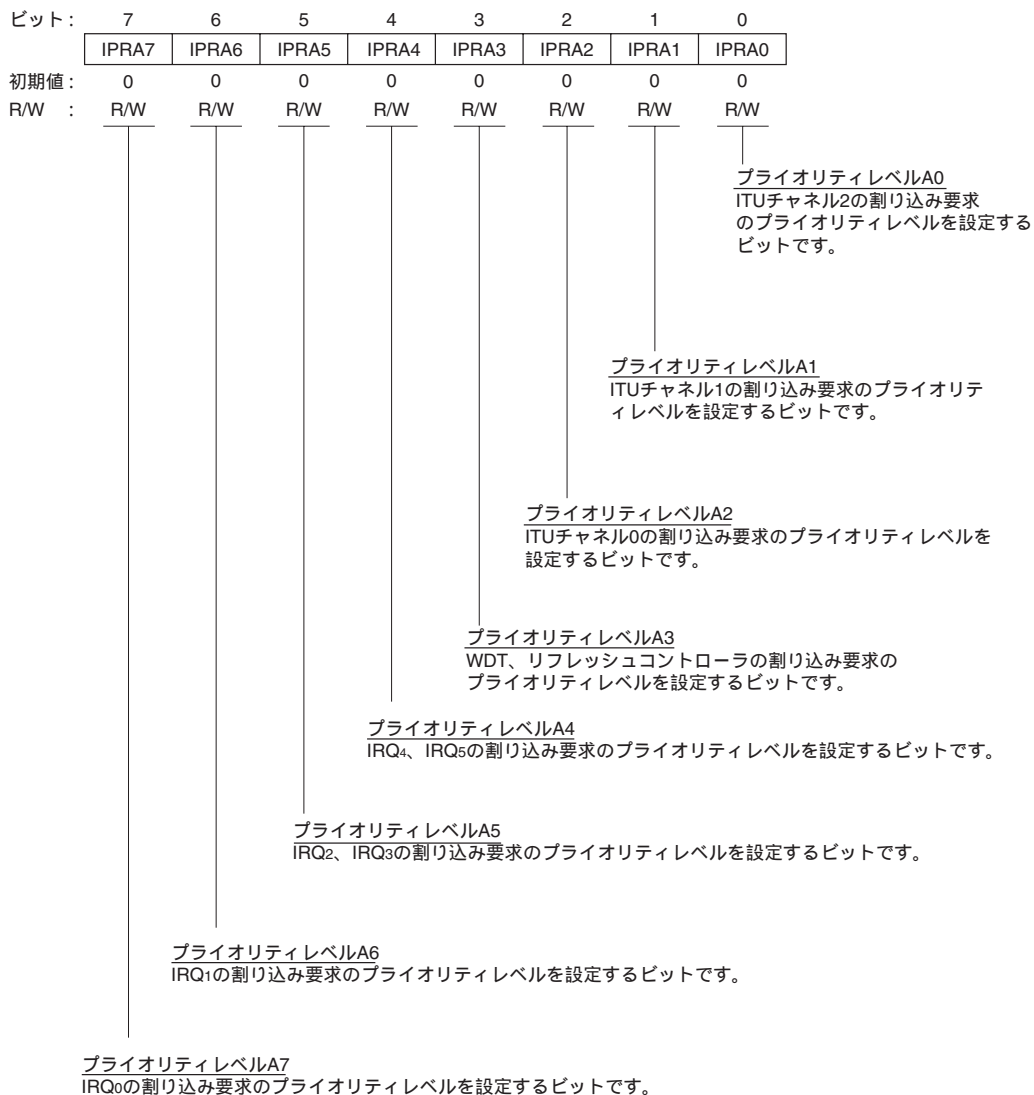 ビット : 7 6 5 4 3 2 1 0
IPRA7 IPRA6 IPRA5 IPRA4 IPRA3 IPRA2 IPRA1 IPRA0
初期値 : 0 0 0 0 0 0 0 0
R/W : R/W R/W R/W R/W R/W R/W R/W R/W
プライオリティレベルA0
ITUチャネル2の割り込み要求
のプライオリティレベルを設定する
ビットです。
プライオリティレベルA1
ITUチャネル1の割り込み要求のプライオリテ
ィレベルを設定するビットです。
プライオリティレベルA2
ITUチャネル0の割り込み要求のプライオリティレベルを
設定するビットです。
プライオリティレベルA3
WDT、リフレッシュコントローラの割り込み要求の
プライオリティレベルを設定するビットです。
プライオリティレベルA4
IRQ4、IRQ5の割り込み要求のプライオリティレベルを設定するビットです。
プライオリティレベルA5
IRQ2、IRQ3の割り込み要求のプライオリティレベルを設定するビットです。
プライオリティレベルA6
IRQ1の割り込み要求のプライオリティレベルを設定するビットです。
プライオリティレベルA7
IRQ0の割り込み要求のプライオリティレベルを設定するビットです。